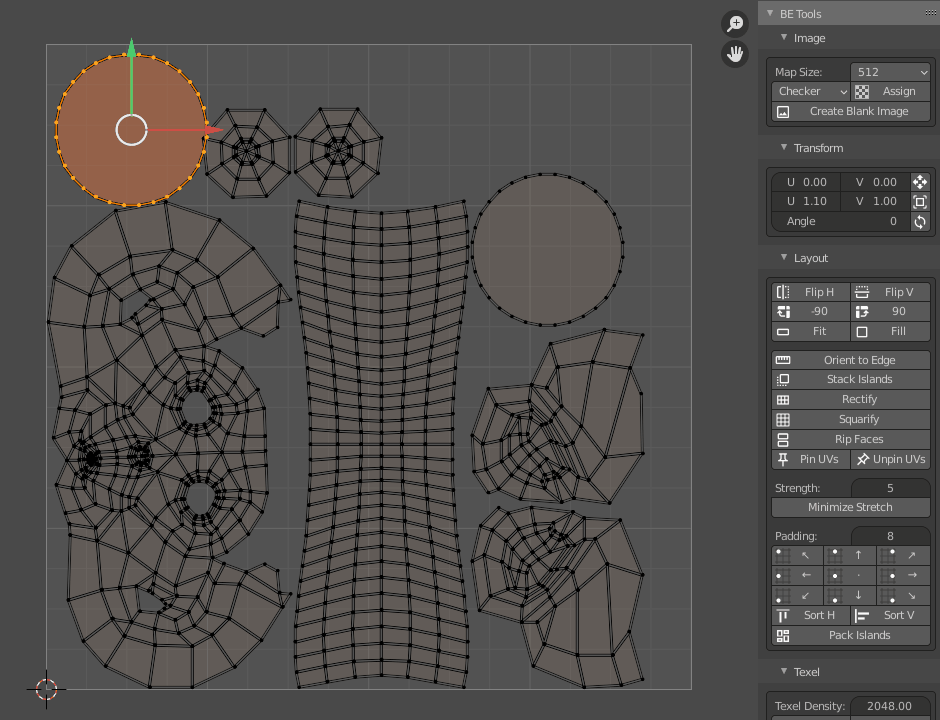 BE Tools
Image
Map Size: 512
Checker Assign
Create Blank Image
Transform
U 0.00 V 0.00
U 1.10 V 1.00
Angle 0
Layout
Flip H Flip V
-90 90
Fit Fill
Orient to Edge
Stack Islands
Rectify
Squarify
Rip Faces
Pin UVs Unpin UVs
Strength: 5
Minimize Stretch
Padding: 8
↖ ↑ ↗
← · →
↙ ↓ ↘
Sort H Sort V
Pack Islands
Texel
Texel Density: 2048.00